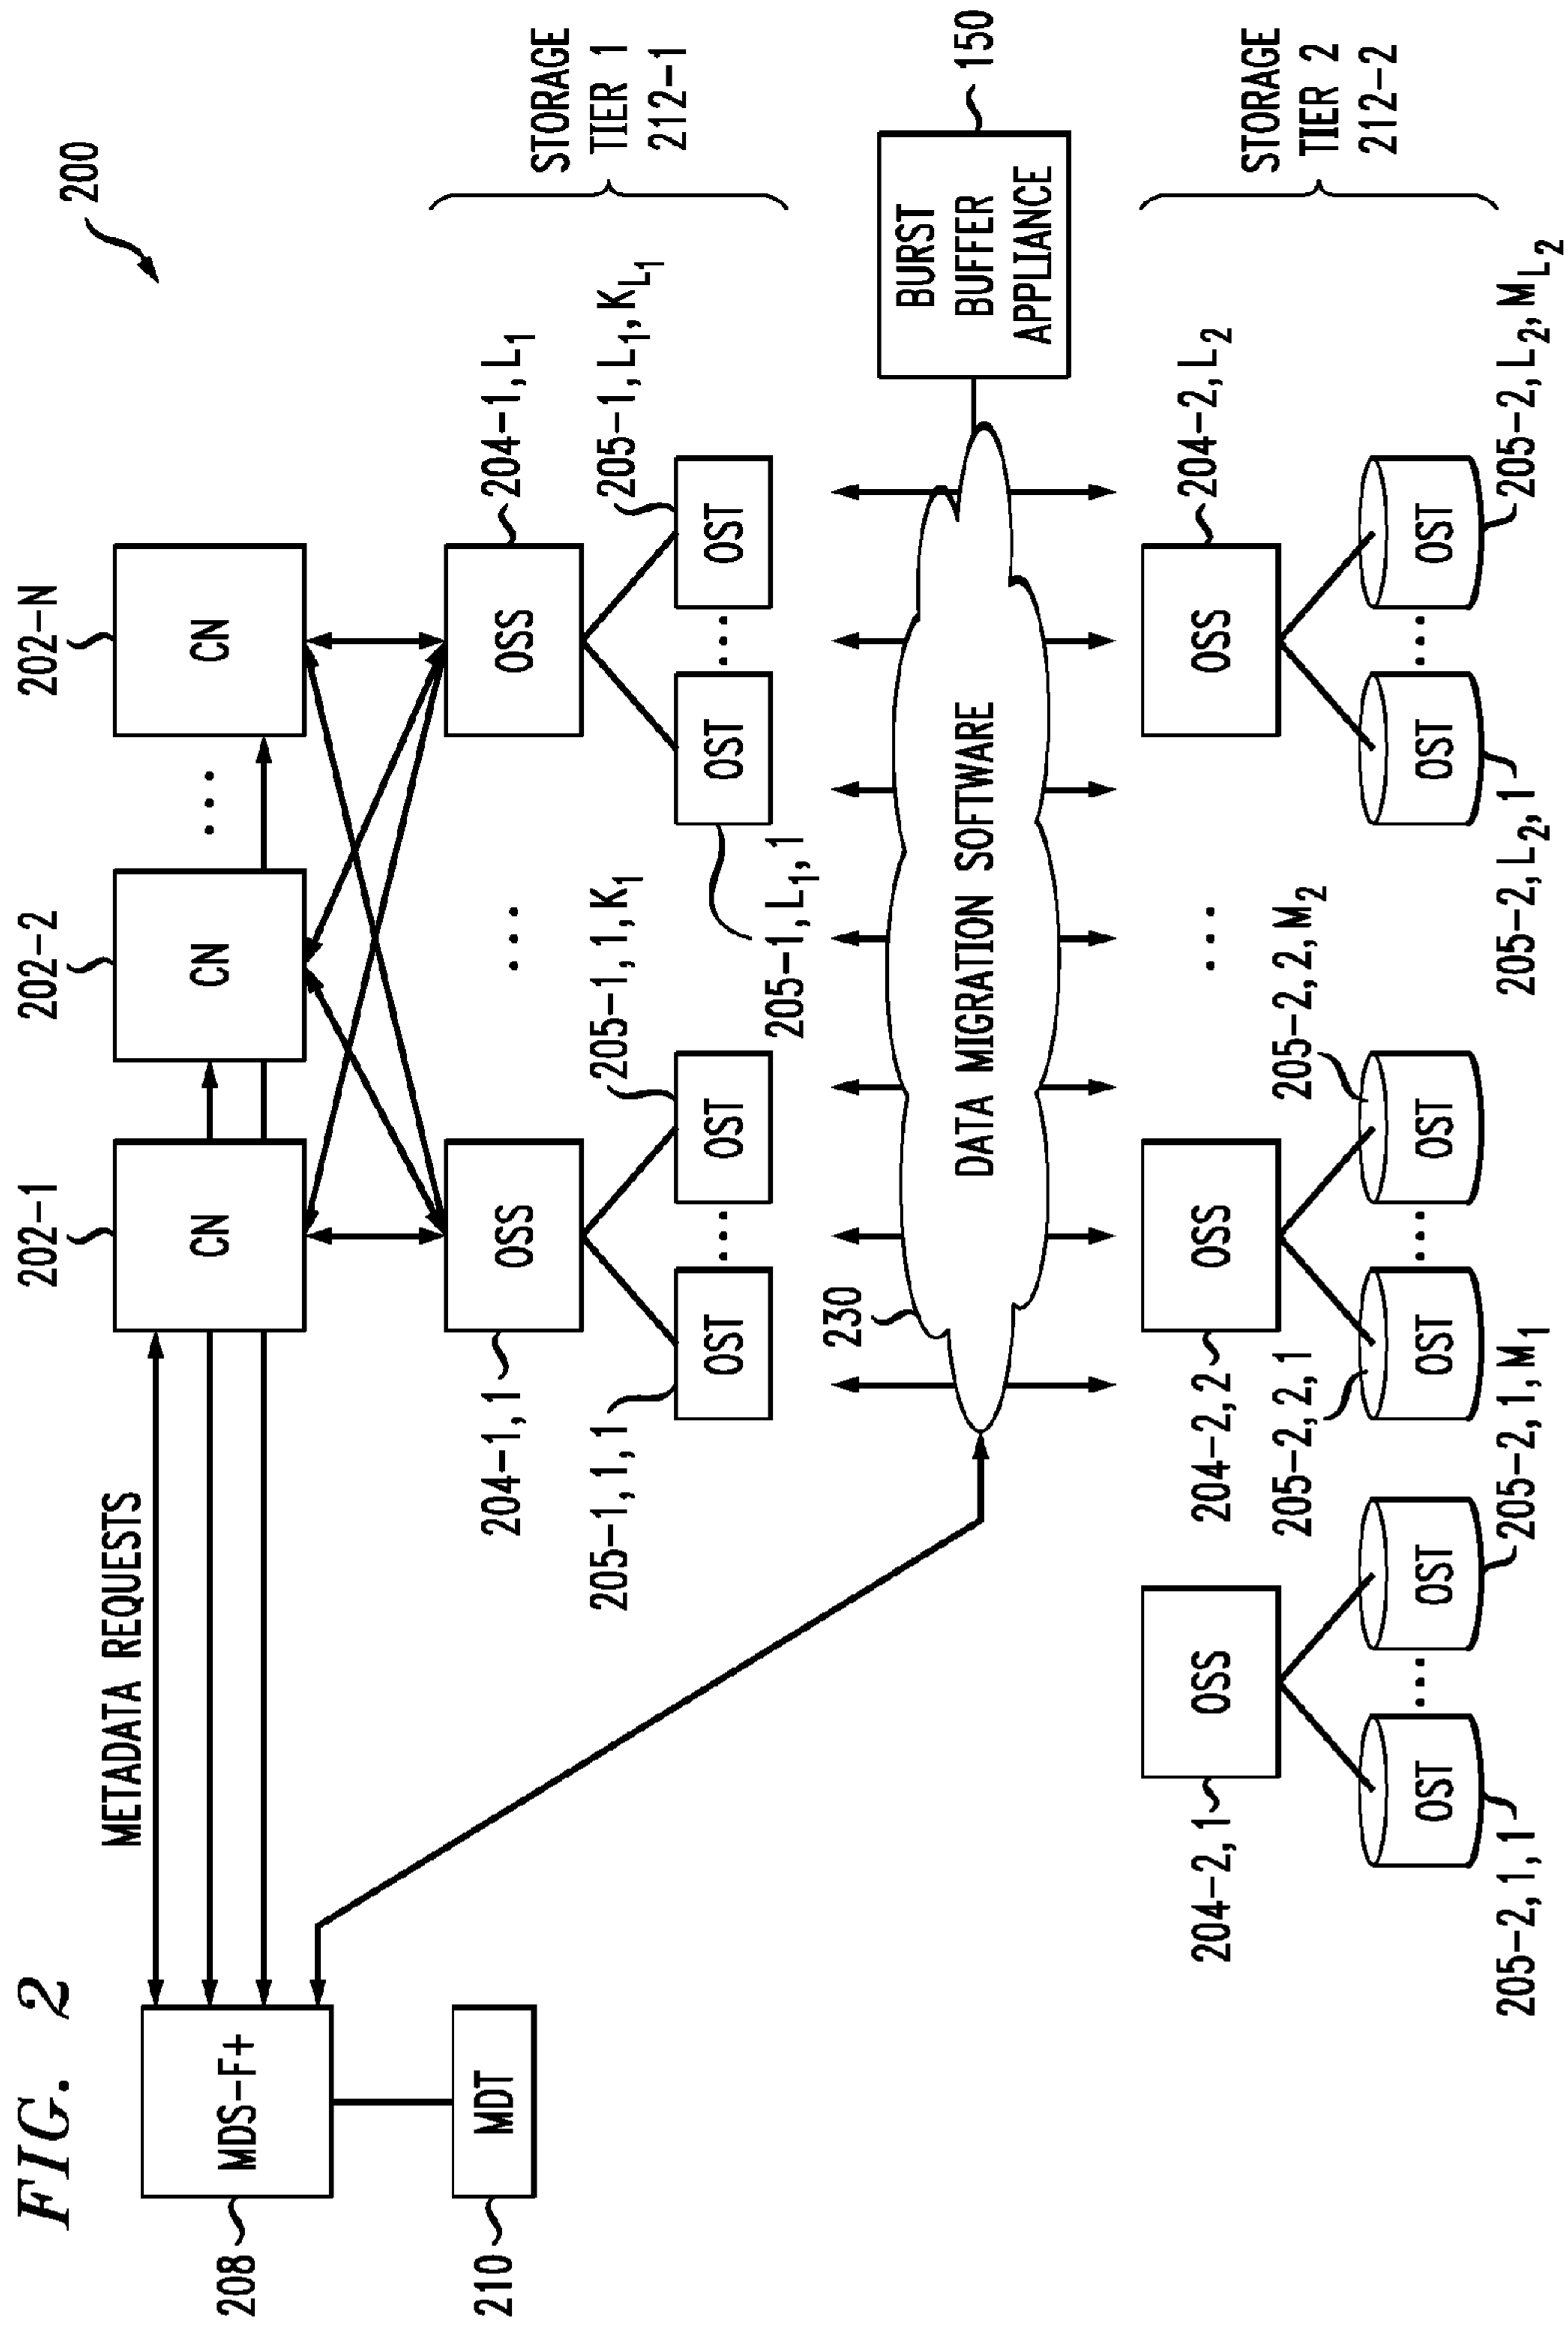 FIG. 2
200
202-1
202-2
202-N
METADATA REQUESTS
MDS-F+
CN
CN
...
CN
208
MDT
210
204-1,1
OSS
...
OSS
204-1,L₁
STORAGE
TIER 1
212-1
205-1,1,1
205-1,1,K₁
205-1,L₁,K_L₁
OST
...
OST
OST
...
OST
205-1,L₁,1
230
DATA MIGRATION SOFTWARE
BURST
BUFFER
APPLIANCE
150
204-2,1
OSS
204-2,2
OSS
...
OSS
204-2,L₂
STORAGE
TIER 2
212-2
205-2,2,1
205-2,2,M₂
OST
...
OST
OST
...
OST
OST
...
OST
205-2,1,1
205-2,1,M₁
205-2,L₂,1
205-2,L₂,M_L₂